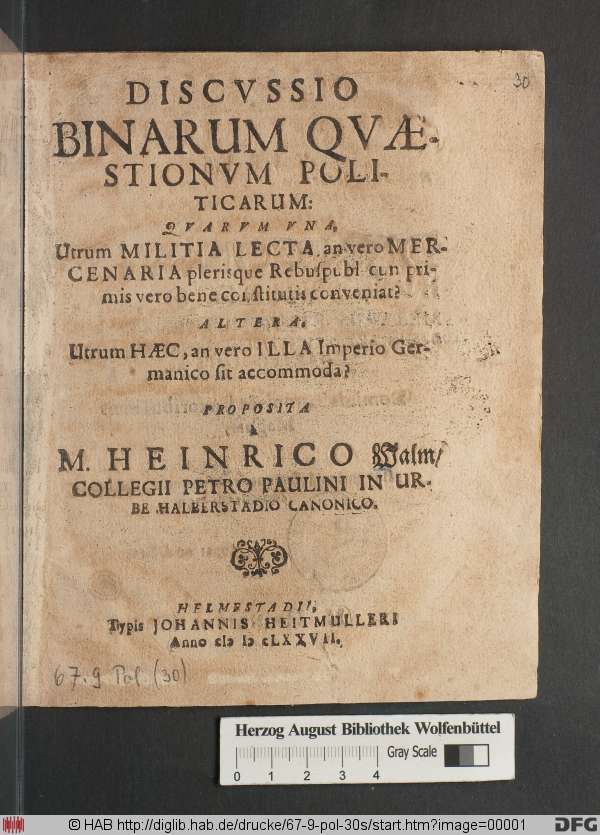 30
DISCVSSIO
BINARUM QVÆ-
STIONVM POLI-
TICARUM:
QVARVM VNA,
Utrum MILITIA LECTA, an vero MER-
CENARIA plerisque Rebuspubl. cun pri-
mis vero bene constitutis conveniat?
ALTERA,
Utrum HÆC, an vero ILLA Imperio Ger-
manico sit accommoda?
PROPOSITA
à
M. HEINRICO Walm/
COLLEGII PETRO PAULINI IN UR-
BE HALBERSTADIO CANONICO.
HELMESTADII,
Typis JOHANNIS HEITMULLERI
Anno cIɔ Iɔ cLXXVII.
67.9 Pol (30)
Herzog August Bibliothek Wolfenbüttel
0 1 2 3 4 Gray Scale
© HAB http://diglib.hab.de/drucke/67-9-pol-30s/start.htm?image=00001
DFG